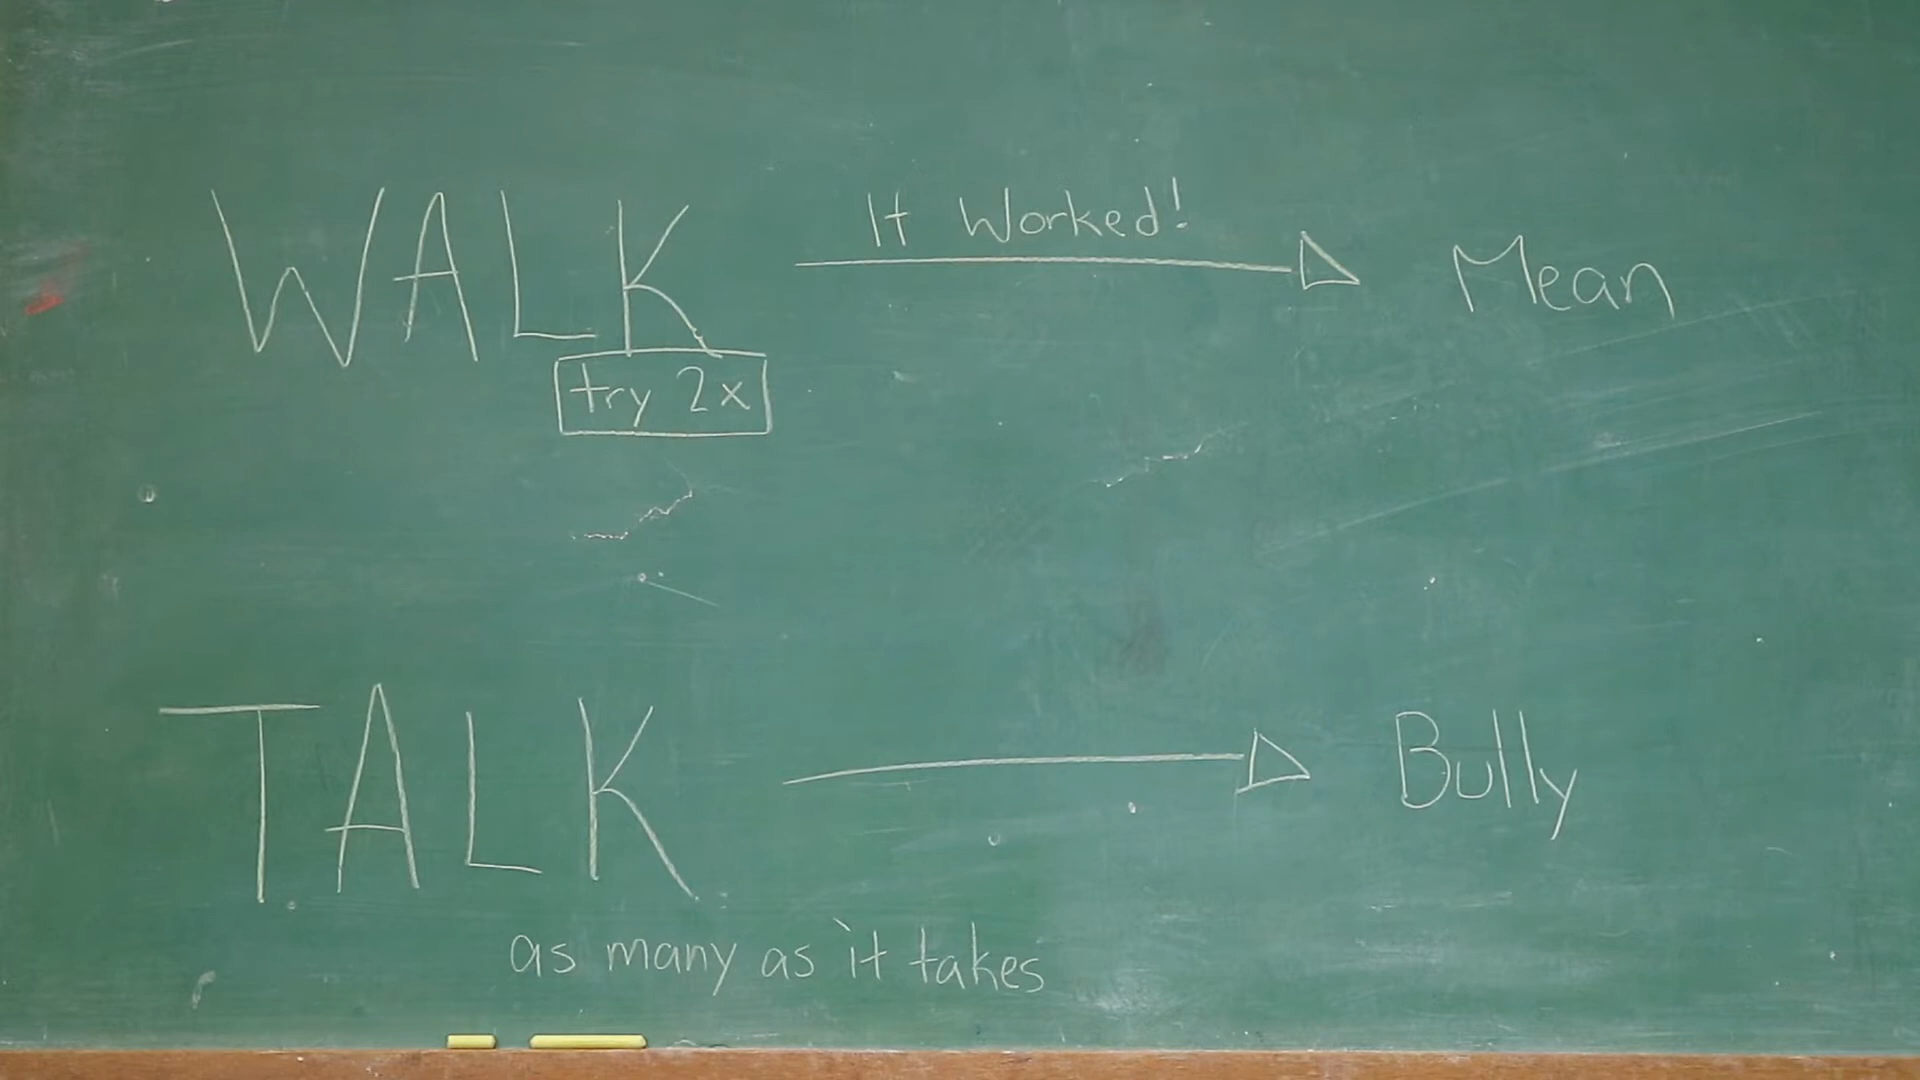 WALK
It Worked!
Mean
try 2x
TALK
Bully
as many as it takes